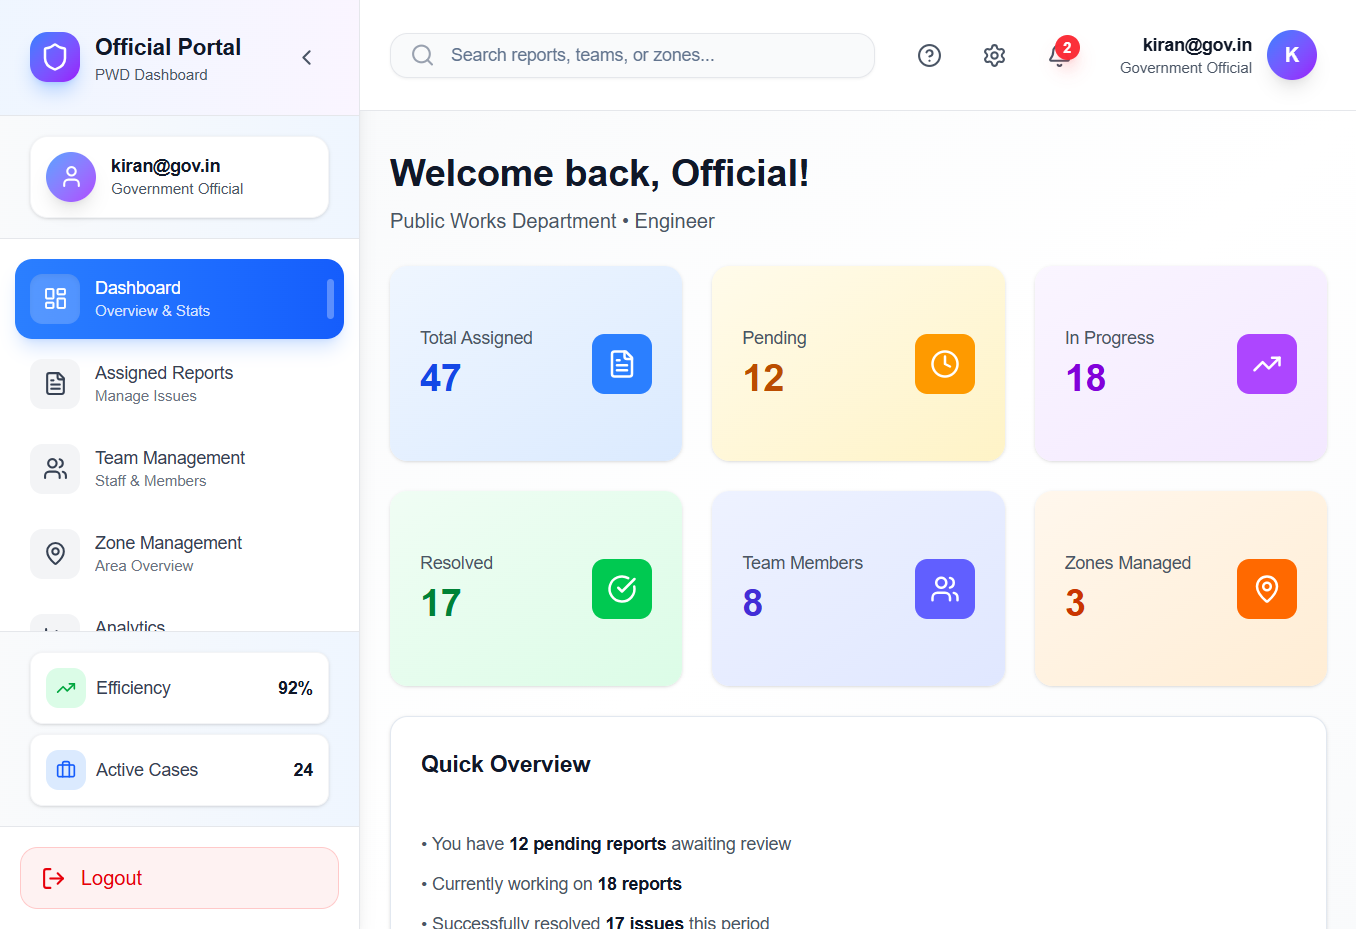 Official Portal
PWD Dashboard
kiran@gov.in
Government Official
Dashboard
Overview & Stats
Assigned Reports
Manage Issues
Team Management
Staff & Members
Zone Management
Area Overview
Analytics
Efficiency 92%
Active Cases 24
Logout
Search reports, teams, or zones...
2
kiran@gov.in
Government Official
K
Welcome back, Official!
Public Works Department • Engineer
Total Assigned
47
Pending
12
In Progress
18
Resolved
17
Team Members
8
Zones Managed
3
Quick Overview
• You have 12 pending reports awaiting review
• Currently working on 18 reports
• Successfully resolved 17 issues this period